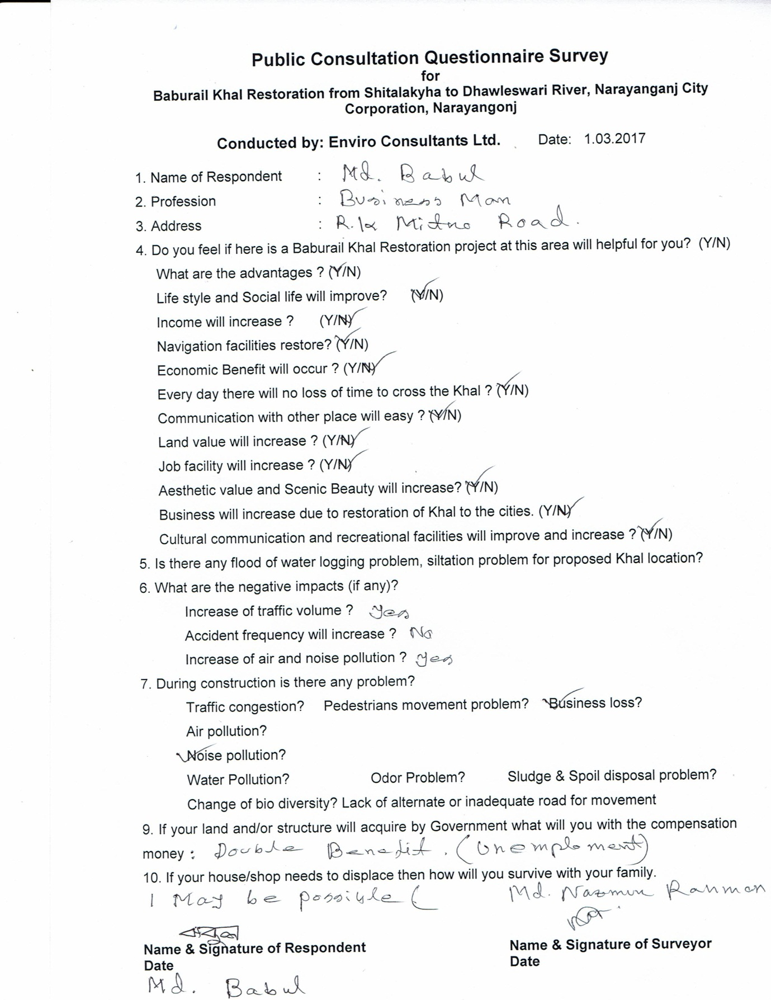 Public Consultation Questionnaire Survey
for
Baburail Khal Restoration from Shitalakyha to Dhawleswari River, Narayanganj City
Corporation, Narayangonj
Conducted by: Enviro Consultants Ltd. Date: 1.03.2017
1. Name of Respondent : Md. Babul
2. Profession : Business Man
3. Address : R.K Road.
4. Do you feel if here is a Baburail Khal Restoration project at this area will helpful for you? (Y/N)
What are the advantages ? (Y/N)
Life style and Social life will improve? (Y/N)
Income will increase ? (Y/N)
Navigation facilities restore? (Y/N)
Economic Benefit will occur ? (Y/N)
Every day there will no loss of time to cross the Khal ? (Y/N)
Communication with other place will easy ? (Y/N)
Land value will increase ? (Y/N)
Job facility will increase ? (Y/N)
Aesthetic value and Scenic Beauty will increase? (Y/N)
Business will increase due to restoration of Khal to the cities. (Y/N)
Cultural communication and recreational facilities will improve and increase ? (Y/N)
5. Is there any flood of water logging problem, siltation problem for proposed Khal location?
6. What are the negative impacts (if any)?
Increase of traffic volume ? Yes
Accident frequency will increase ? No
Increase of air and noise pollution ? Yes
7. During construction is there any problem?
Traffic congestion? Pedestrians movement problem? Business loss?
Air pollution?
Noise pollution?
Water Pollution? Odor Problem? Sludge & Spoil disposal problem?
Change of bio diversity? Lack of alternate or inadequate road for movement
9. If your land and/or structure will acquire by Government what will you with the compensation
money : Double Benefit. (Unemploment)
10. If your house/shop needs to displace then how will you survive with your family.
I May be Md. Nazmun Rahman
Name & Signature of Respondent Name & Signature of Surveyor
Date Date
Md. Babul